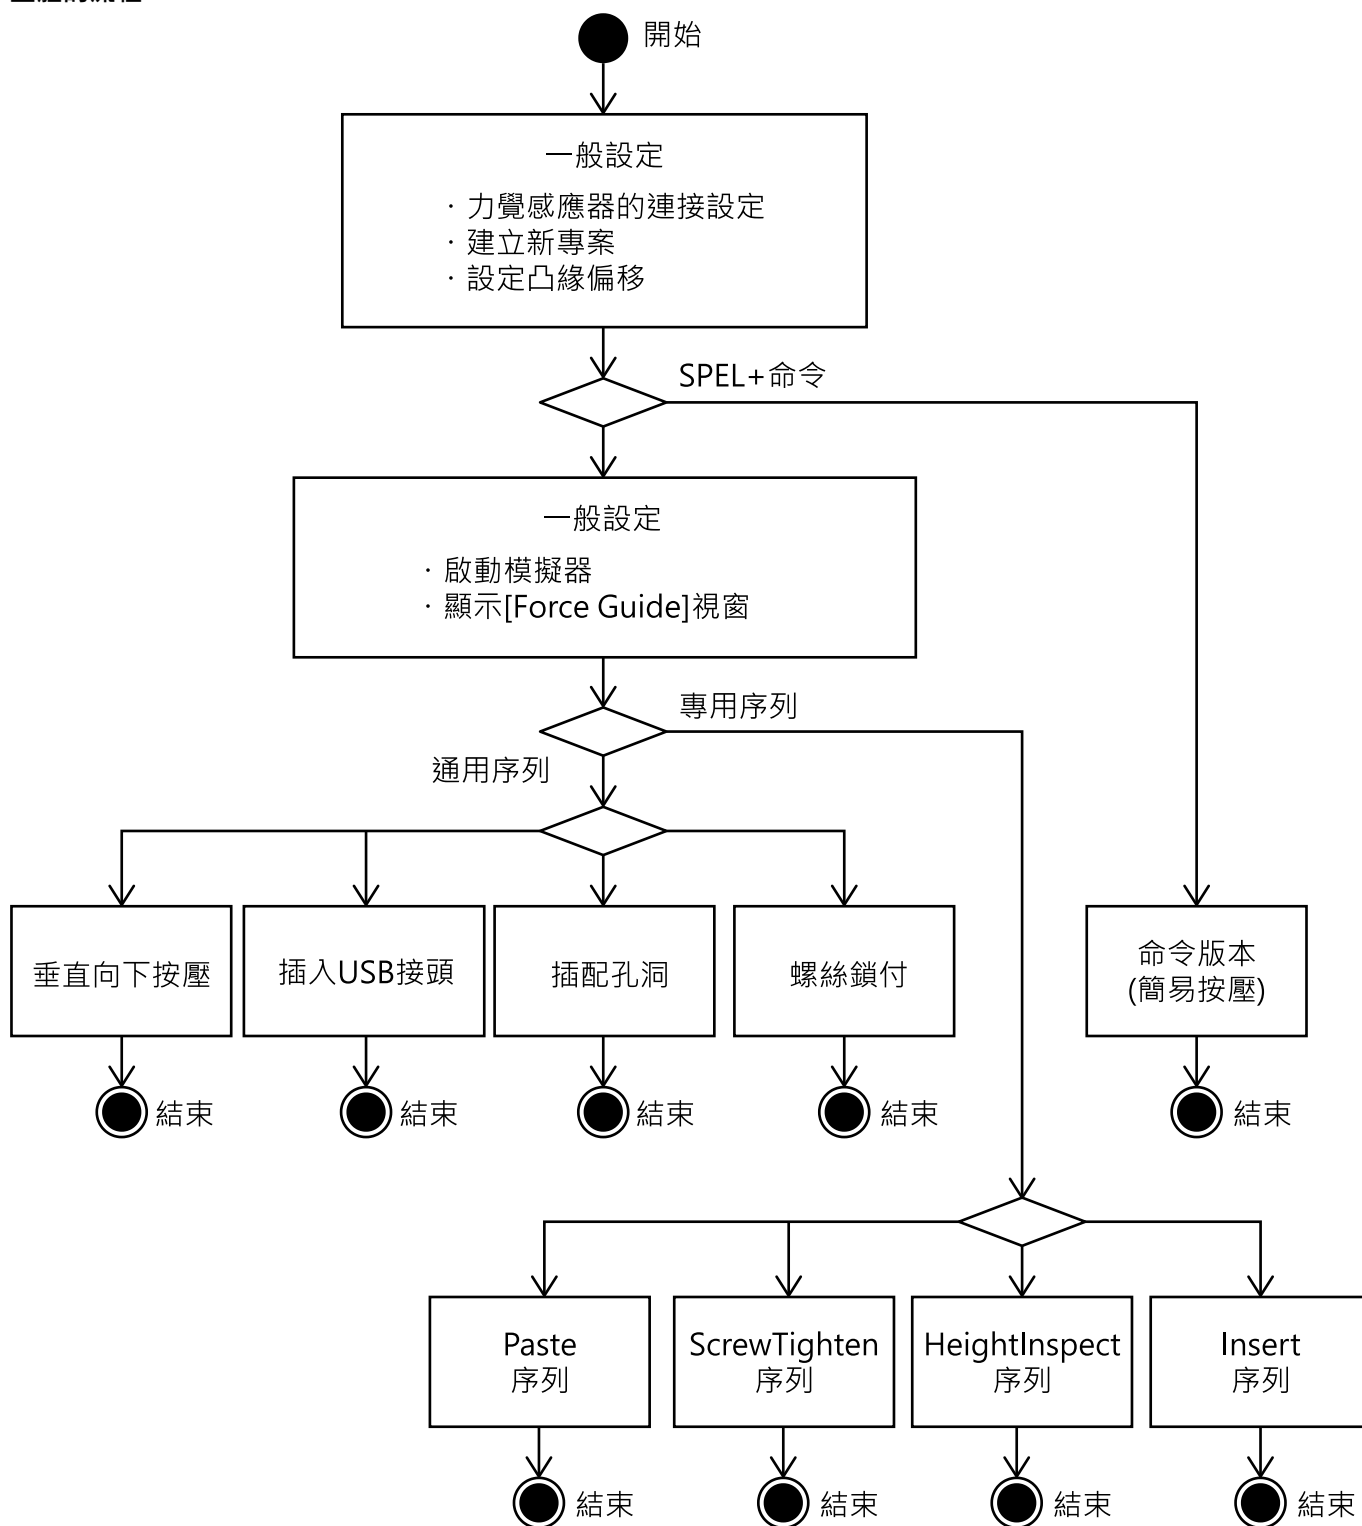 開始
一般設定
· 力覺感應器的連接設定
· 建立新專案
· 設定凸緣偏移
SPEL+命令
一般設定
· 啟動模擬器
· 顯示[Force Guide]視窗
專用序列
通用序列
垂直向下按壓
插入USB接頭
插配孔洞
螺絲鎖付
命令版本
(簡易按壓)
結束
結束
結束
結束
結束
Paste
序列
ScrewTighten
序列
HeightInspect
序列
Insert
序列
結束
結束
結束
結束